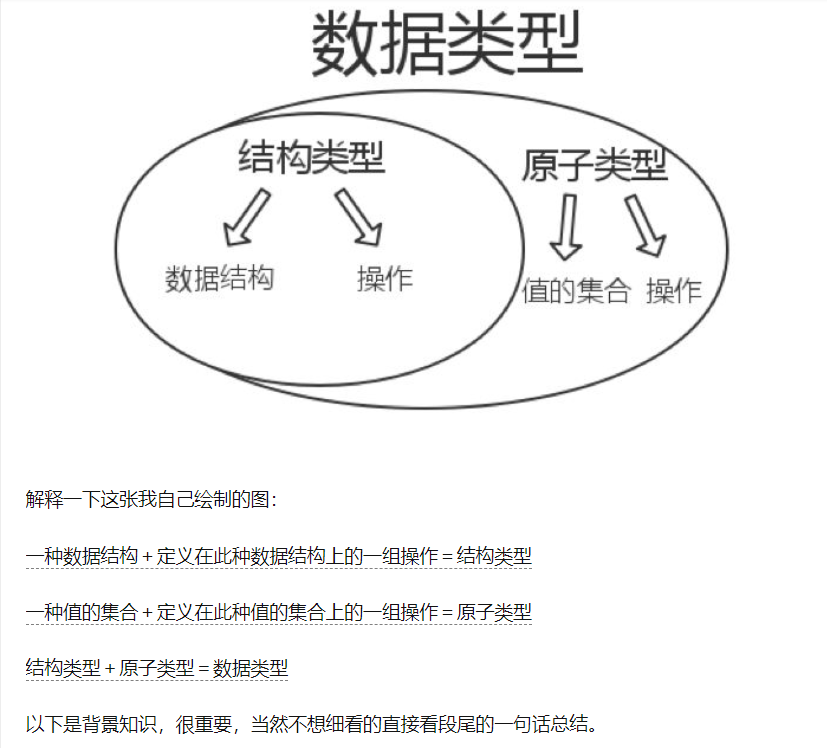 数据类型
结构类型 原子类型
数据结构 操作 值的集合 操作
解释一下这张我自己绘制的图：
一种数据结构＋定义在此种数据结构上的一组操作＝结构类型
一种值的集合＋定义在此种值的集合上的一组操作＝原子类型
结构类型＋原子类型＝数据类型
以下是背景知识，很重要，当然不想细看的直接看段尾的一句话总结。